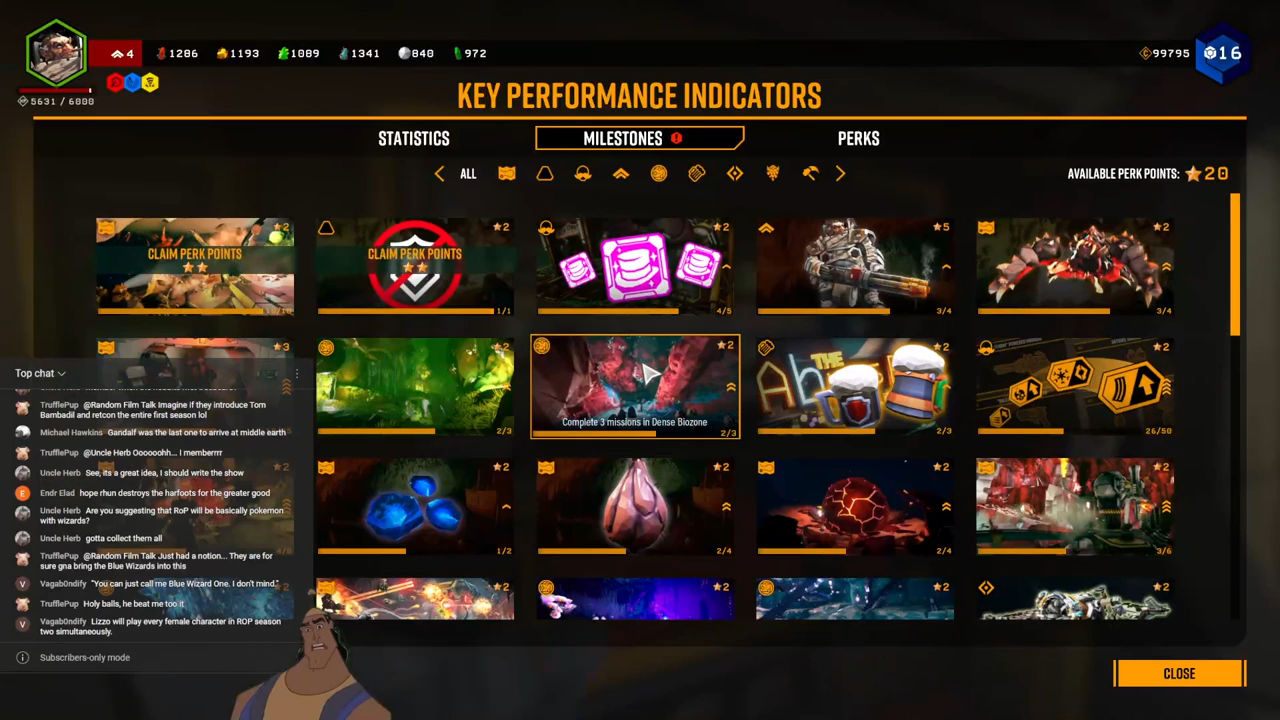 4
1286
1193
1089
1341
840
972
99795
16
5631 / 6000
KEY PERFORMANCE INDICATORS
STATISTICS
MILESTONES
PERKS
ALL
AVAILABLE PERK POINTS: 20
2
CLAIM PERK POINTS
10/10
2
CLAIM PERK POINTS
1/1
2
4/5
5
3/4
2
3/4
3
2
2/3
2
Complete 3 missions in Dense Biozone
2/3
2
THE
Ab
2/3
2
26/50
2
2
1/2
2
2/4
2
2/4
2
3/6
2
2
2
2
Top chat
TrufflePup @Random Film Talk Imagine if they introduce Tom
Bambadil and retcon the entire first season lol
Michael Hawkins Gandalf was the last one to arrive at middle earth
TrufflePup @Uncle Herb Oooooohh... I memberrrr
Uncle Herb See, its a great idea, I should write the show
E
Endr Elad hope rhun destroys the harfoots for the greater good
Uncle Herb Are you suggesting that RoP will be basically pokemon
with wizards?
Uncle Herb gotta collect them all
TrufflePup @Random Film Talk Just had a notion... They are for
sure gna bring the Blue Wizards into this
V
Vagab0ndify "You can just call me Blue Wizard One. I don't mind."
TrufflePup Holy balls, he beat me too it
V
Vagab0ndify Lizzo will play every female character in ROP season
two simultaneously.
Subscribers-only mode
CLOSE